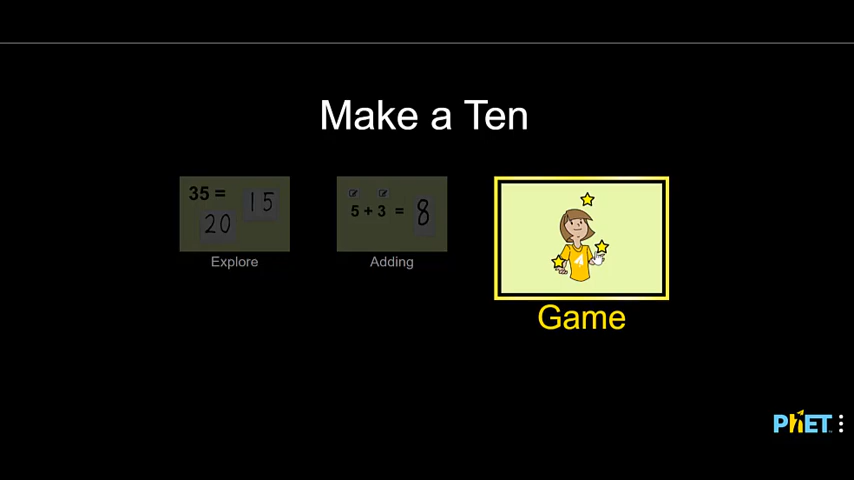 Make a Ten
35 =
15
20
5 + 3 = 8
Explore
Adding
Game
PhET